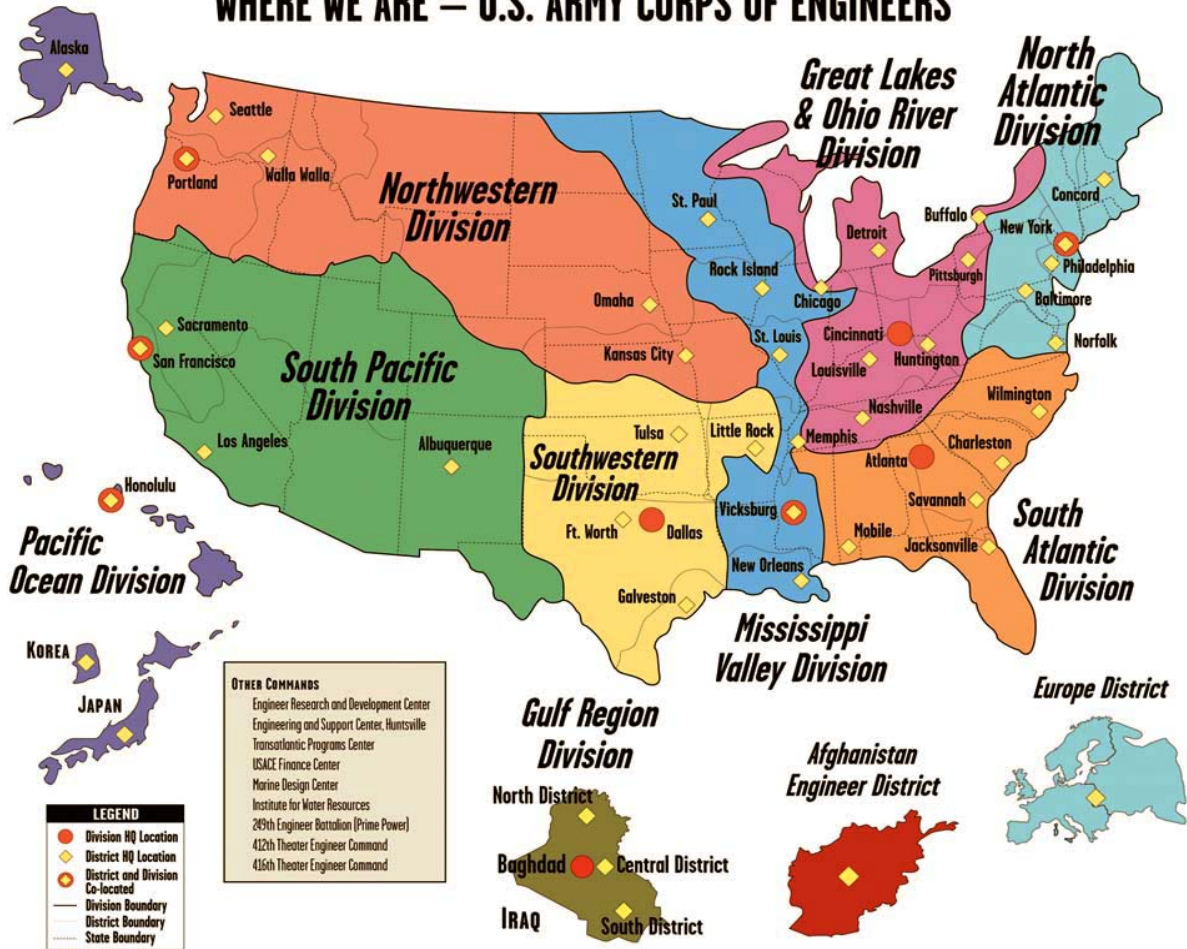 WHERE WE ARE – U.S. ARMY CORPS OF ENGINEERS
Alaska
Great Lakes
& Ohio River
Division
North
Atlantic
Division
Seattle
Portland
Walla Walla
Northwestern
Division
St. Paul
Detroit
Buffalo
Concord
New York
Philadelphia
Pittsburgh
Rock Island
Chicago
Baltimore
Omaha
Sacramento
San Francisco
St. Louis
Cincinnati
Norfolk
Kansas City
Louisville
Huntington
South Pacific
Division
Wilmington
Nashville
Los Angeles
Albuquerque
Tulsa
Little Rock
Memphis
Charleston
Atlanta
Southwestern
Division
Honolulu
Savannah
Vicksburg
Ft. Worth
Dallas
Mobile
Jacksonville
South
Atlantic
Division
Pacific
Ocean Division
New Orleans
Galveston
Mississippi
Valley Division
KOREA
JAPAN
OTHER COMMANDS
Engineer Research and Development Center
Engineering and Support Center, Huntsville
Transatlantic Programs Center
USACE Finance Center
Marine Design Center
Institute for Water Resources
249th Engineer Battalion (Prime Power)
412th Theater Engineer Command
416th Theater Engineer Command
Gulf Region
Division
North District
Baghdad
Central District
IRAQ
South District
Afghanistan
Engineer District
Europe District
LEGEND
Division HQ Location
District HQ Location
District and Division
Co-located
Division Boundary
District Boundary
State Boundary